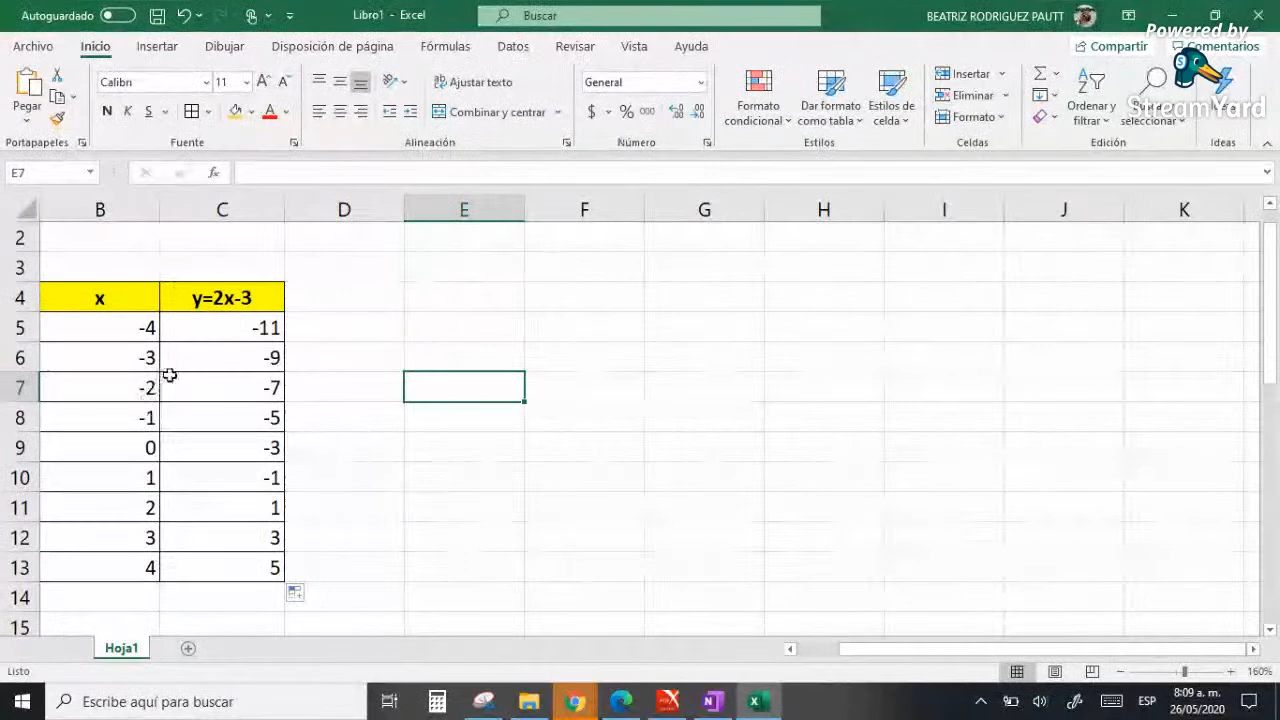 Autoguardado
Libro1 - Excel
Buscar
BEATRIZ RODRIGUEZ PAUTT
Powered by
StreamYard
Archivo
Inicio
Insertar
Dibujar
Disposición de página
Fórmulas
Datos
Revisar
Vista
Ayuda
Compartir
Comentarios
Pegar
Portapapeles
Calibri
11
N K S
Fuente
Ajustar texto
Combinar y centrar
Alineación
General
$ % 000
Número
Formato condicional
Dar formato como tabla
Estilos de celda
Estilos
Insertar
Eliminar
Formato
Celdas
Ordenar y filtrar
seleccionar
Edición
Ideas
E7
fx
B C D E F G H I J K
2
3
4 x y=2x-3
5 -4 -11
6 -3 -9
7 -2 -7
8 -1 -5
9 0 -3
10 1 -1
11 2 1
12 3 3
13 4 5
14
15
Hoja1
Listo
160%
Escribe aquí para buscar
ESP
8:09 a. m.
26/05/2020